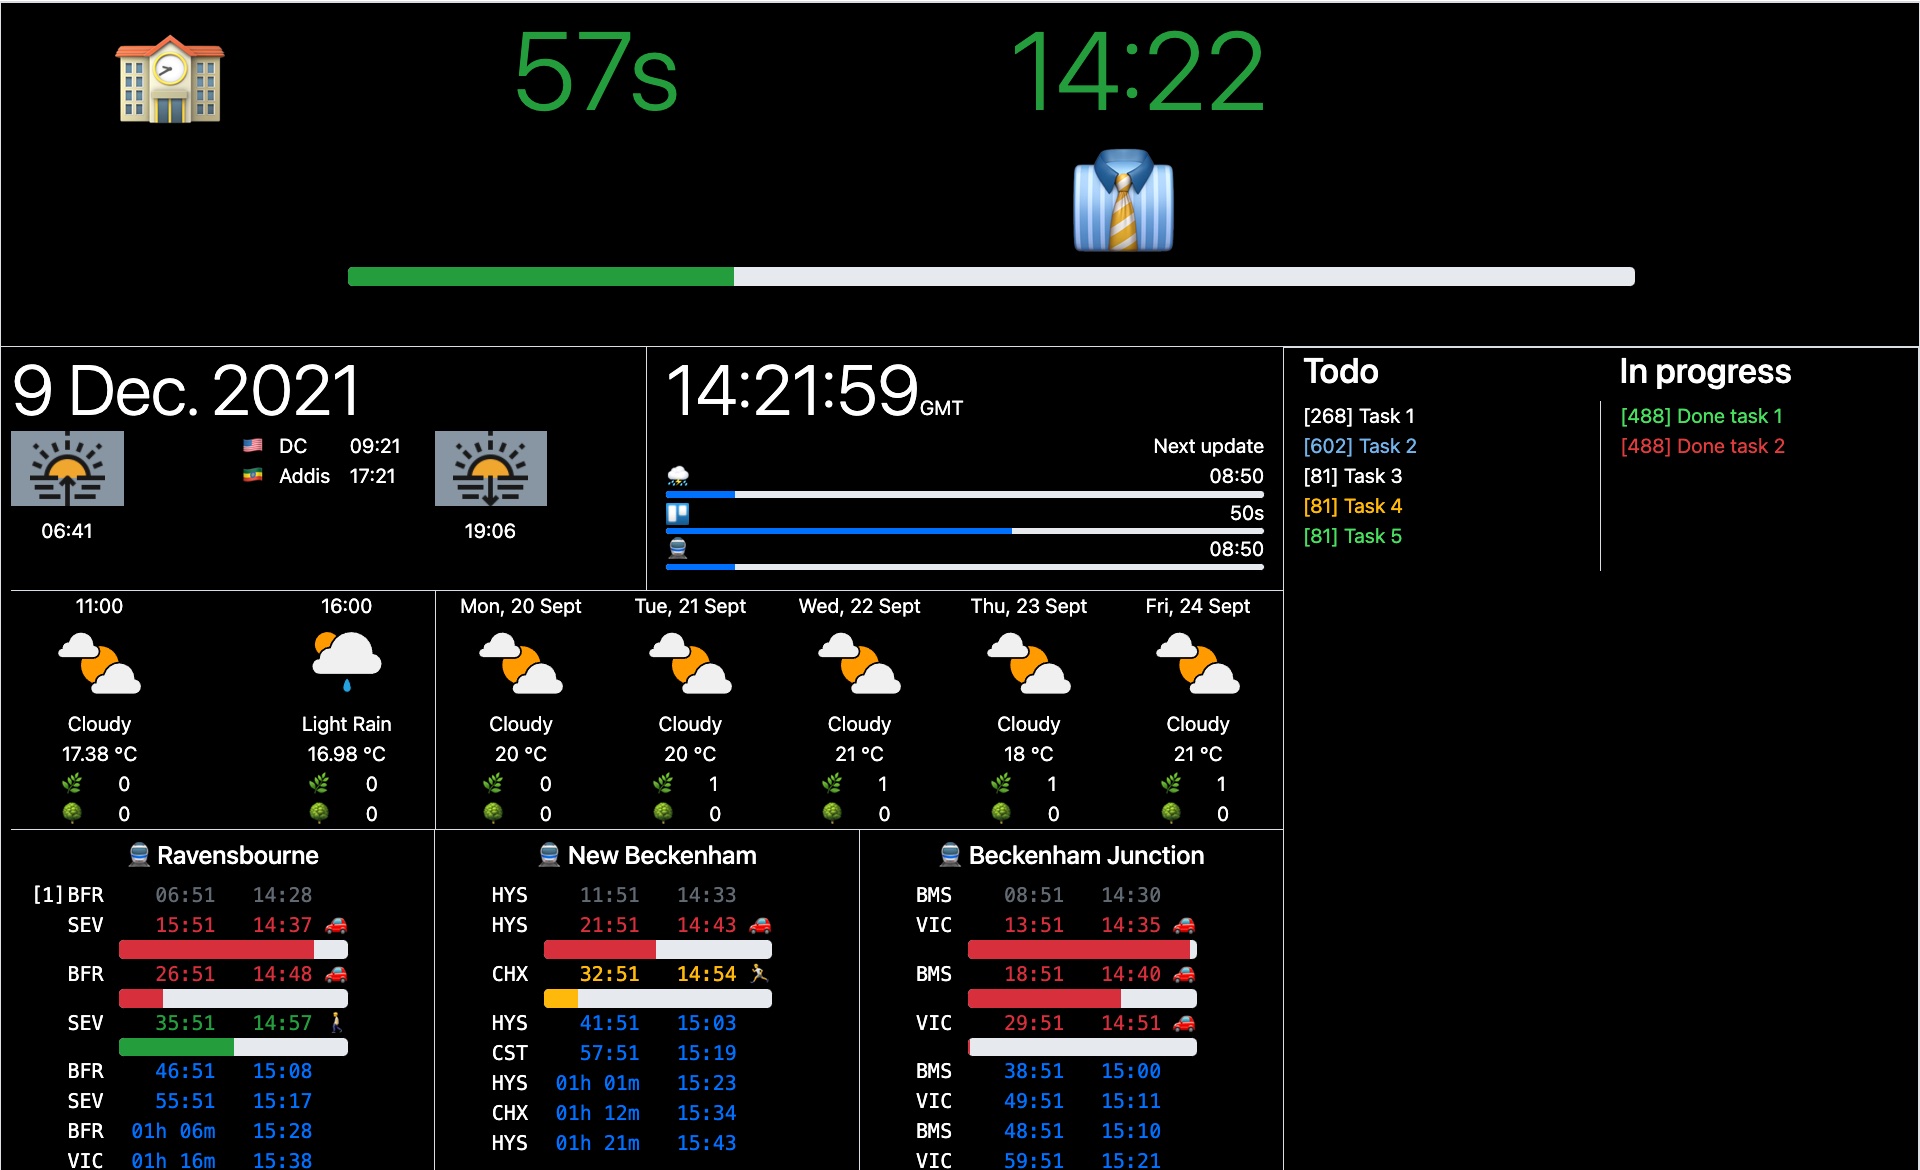 57s 14:22
9 Dec. 2021
DC 09:21
Addis 17:21
06:41 19:06
14:21:59 GMT
Next update
08:50
50s
08:50
Todo
[268] Task 1
[602] Task 2
[81] Task 3
[81] Task 4
[81] Task 5
In progress
[488] Done task 1
[488] Done task 2
11:00 16:00
Cloudy Light Rain
17.38 °C 16.98 °C
0 0
0 0
Mon, 20 Sept Tue, 21 Sept Wed, 22 Sept Thu, 23 Sept Fri, 24 Sept
Cloudy Cloudy Cloudy Cloudy Cloudy
20 °C 20 °C 21 °C 18 °C 21 °C
0 1 1 1 1
0 0 0 0 0
Ravensbourne
[1] BFR 06:51 14:28
SEV 15:51 14:37
BFR 26:51 14:48
SEV 35:51 14:57
BFR 46:51 15:08
SEV 55:51 15:17
BFR 01h 06m 15:28
VIC 01h 16m 15:38
New Beckenham
HYS 11:51 14:33
HYS 21:51 14:43
CHX 32:51 14:54
HYS 41:51 15:03
CST 57:51 15:19
HYS 01h 01m 15:23
CHX 01h 12m 15:34
HYS 01h 21m 15:43
Beckenham Junction
BMS 08:51 14:30
VIC 13:51 14:35
BMS 18:51 14:40
VIC 29:51 14:51
BMS 38:51 15:00
VIC 49:51 15:11
BMS 48:51 15:10
VIC 59:51 15:21